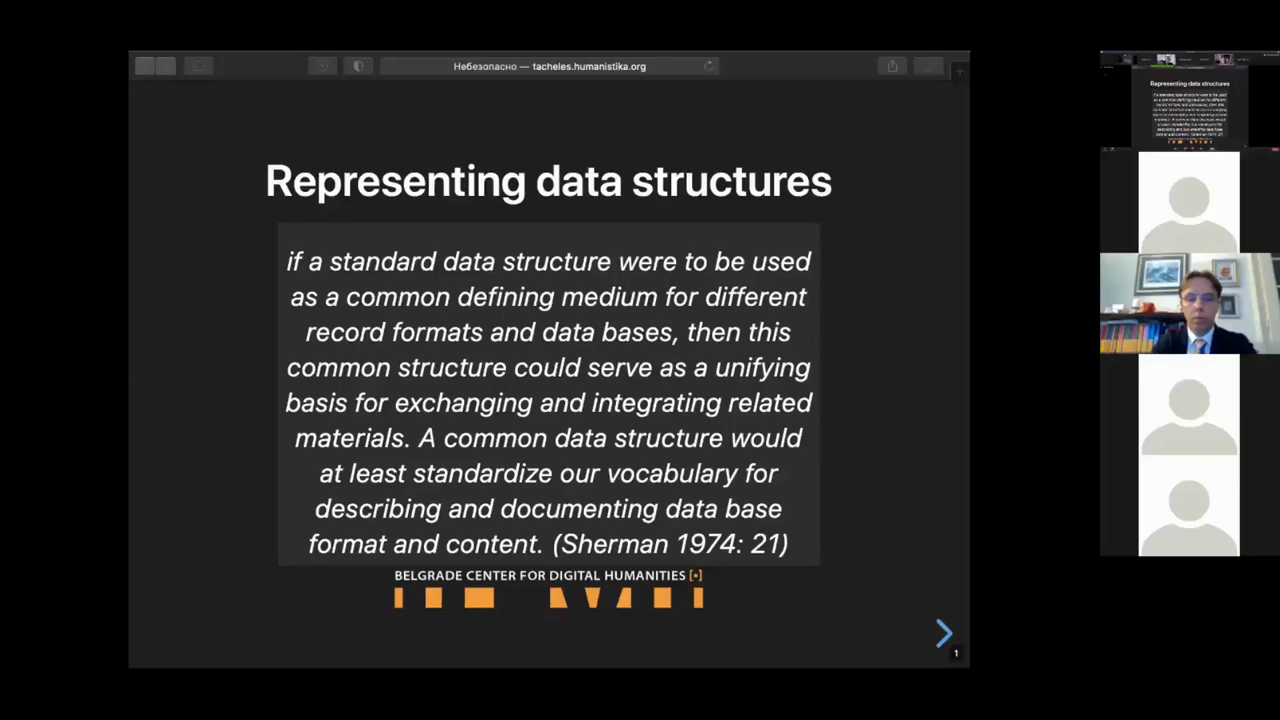 Небезопасно — tacheles.humanistika.org
Representing data structures
if a standard data structure were to be used
as a common defining medium for different
record formats and data bases, then this
common structure could serve as a unifying
basis for exchanging and integrating related
materials. A common data structure would
at least standardize our vocabulary for
describing and documenting data base
format and content. (Sherman 1974: 21)
BELGRADE CENTER FOR DIGITAL HUMANITIES [•]
1
Representing data structures